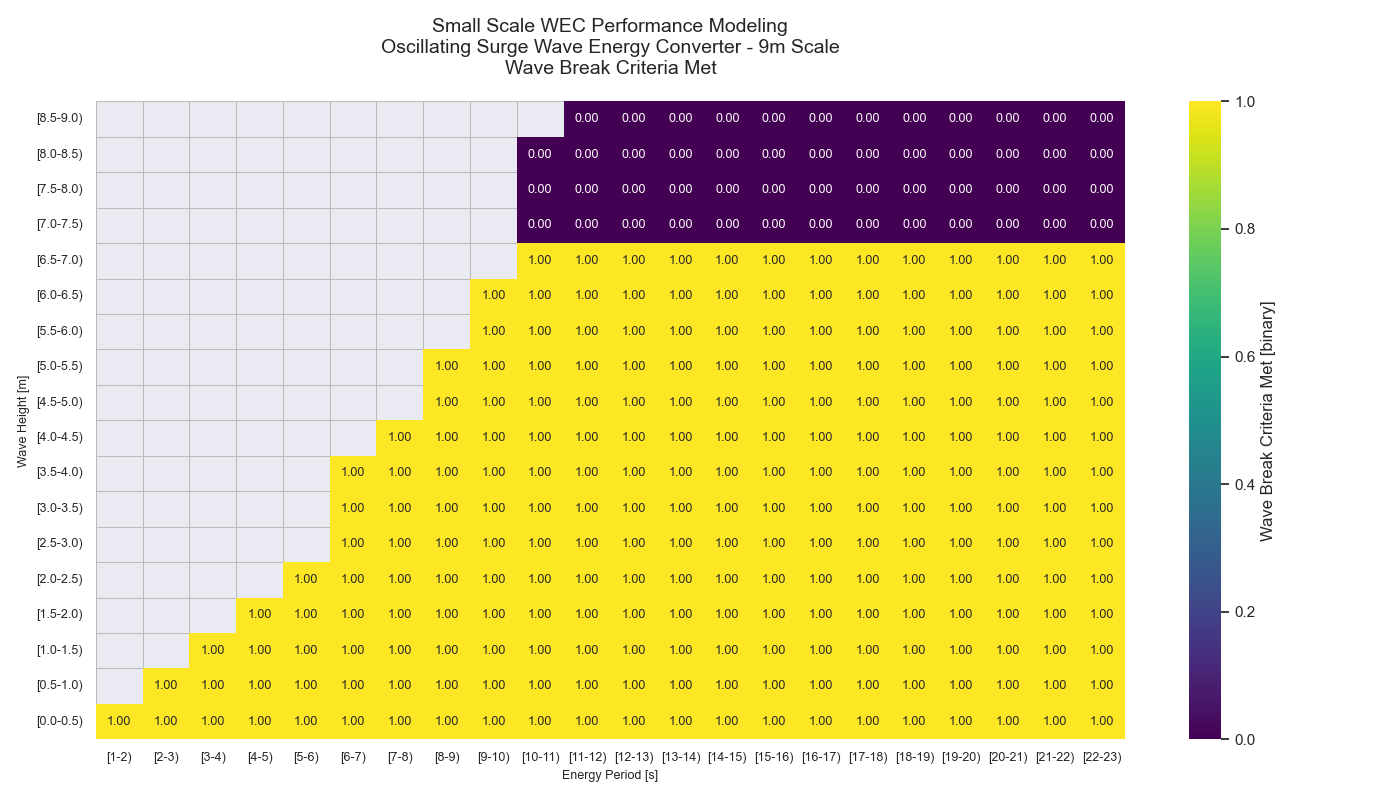 Small Scale WEC Performance Modeling
Oscillating Surge Wave Energy Converter - 9m Scale
Wave Break Criteria Met
[8.5-9.0) 0.00 0.00 0.00 0.00 0.00 0.00 0.00 0.00 0.00 0.00 0.00 0.00
[8.0-8.5) 0.00 0.00 0.00 0.00 0.00 0.00 0.00 0.00 0.00 0.00 0.00 0.00 0.00
[7.5-8.0) 0.00 0.00 0.00 0.00 0.00 0.00 0.00 0.00 0.00 0.00 0.00 0.00 0.00
[7.0-7.5) 0.00 0.00 0.00 0.00 0.00 0.00 0.00 0.00 0.00 0.00 0.00 0.00 0.00
[6.5-7.0) 1.00 1.00 1.00 1.00 1.00 1.00 1.00 1.00 1.00 1.00 1.00 1.00 1.00
[6.0-6.5) 1.00 1.00 1.00 1.00 1.00 1.00 1.00 1.00 1.00 1.00 1.00 1.00 1.00 1.00
[5.5-6.0) 1.00 1.00 1.00 1.00 1.00 1.00 1.00 1.00 1.00 1.00 1.00 1.00 1.00 1.00
[5.0-5.5) 1.00 1.00 1.00 1.00 1.00 1.00 1.00 1.00 1.00 1.00 1.00 1.00 1.00 1.00 1.00
[4.5-5.0) 1.00 1.00 1.00 1.00 1.00 1.00 1.00 1.00 1.00 1.00 1.00 1.00 1.00 1.00 1.00
[4.0-4.5) 1.00 1.00 1.00 1.00 1.00 1.00 1.00 1.00 1.00 1.00 1.00 1.00 1.00 1.00 1.00 1.00
[3.5-4.0) 1.00 1.00 1.00 1.00 1.00 1.00 1.00 1.00 1.00 1.00 1.00 1.00 1.00 1.00 1.00 1.00 1.00
[3.0-3.5) 1.00 1.00 1.00 1.00 1.00 1.00 1.00 1.00 1.00 1.00 1.00 1.00 1.00 1.00 1.00 1.00 1.00
[2.5-3.0) 1.00 1.00 1.00 1.00 1.00 1.00 1.00 1.00 1.00 1.00 1.00 1.00 1.00 1.00 1.00 1.00 1.00
[2.0-2.5) 1.00 1.00 1.00 1.00 1.00 1.00 1.00 1.00 1.00 1.00 1.00 1.00 1.00 1.00 1.00 1.00 1.00 1.00
[1.5-2.0) 1.00 1.00 1.00 1.00 1.00 1.00 1.00 1.00 1.00 1.00 1.00 1.00 1.00 1.00 1.00 1.00 1.00 1.00 1.00
[1.0-1.5) 1.00 1.00 1.00 1.00 1.00 1.00 1.00 1.00 1.00 1.00 1.00 1.00 1.00 1.00 1.00 1.00 1.00 1.00 1.00 1.00
[0.5-1.0) 1.00 1.00 1.00 1.00 1.00 1.00 1.00 1.00 1.00 1.00 1.00 1.00 1.00 1.00 1.00 1.00 1.00 1.00 1.00 1.00 1.00
[0.0-0.5) 1.00 1.00 1.00 1.00 1.00 1.00 1.00 1.00 1.00 1.00 1.00 1.00 1.00 1.00 1.00 1.00 1.00 1.00 1.00 1.00 1.00 1.00
[1-2) [2-3) [3-4) [4-5) [5-6) [6-7) [7-8) [8-9) [9-10) [10-11) [11-12) [12-13) [13-14) [14-15) [15-16) [16-17) [17-18) [18-19) [19-20) [20-21) [21-22) [22-23)
Energy Period [s]
Wave Height [m]
1.0
0.8
0.6
0.4
0.2
0.0
Wave Break Criteria Met [binary]